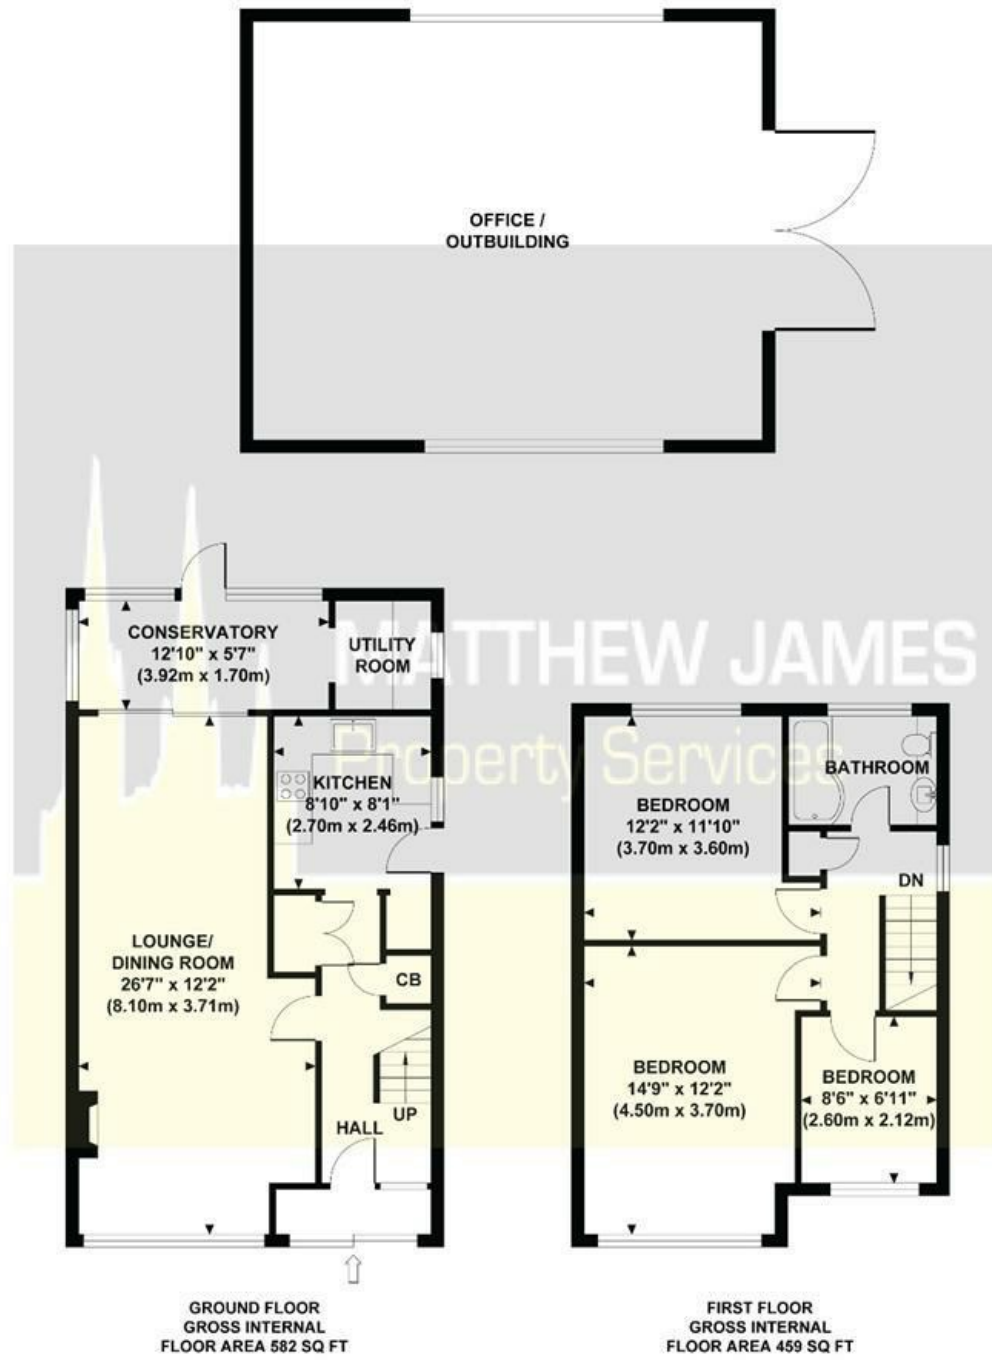 OFFICE /
OUTBUILDING
MATTHEW JAMES
Property Services
CONSERVATORY
12'10" x 5'7"
(3.92m x 1.70m)
UTILITY
ROOM
KITCHEN
8'10" x 8'1"
(2.70m x 2.46m)
LOUNGE/
DINING ROOM
26'7" x 12'2"
(8.10m x 3.71m)
CB
UP
HALL
GROUND FLOOR
GROSS INTERNAL
FLOOR AREA 582 SQ FT
BATHROOM
BEDROOM
12'2" x 11'10"
(3.70m x 3.60m)
DN
BEDROOM
14'9" x 12'2"
(4.50m x 3.70m)
BEDROOM
8'6" x 6'11"
(2.60m x 2.12m)
FIRST FLOOR
GROSS INTERNAL
FLOOR AREA 459 SQ FT